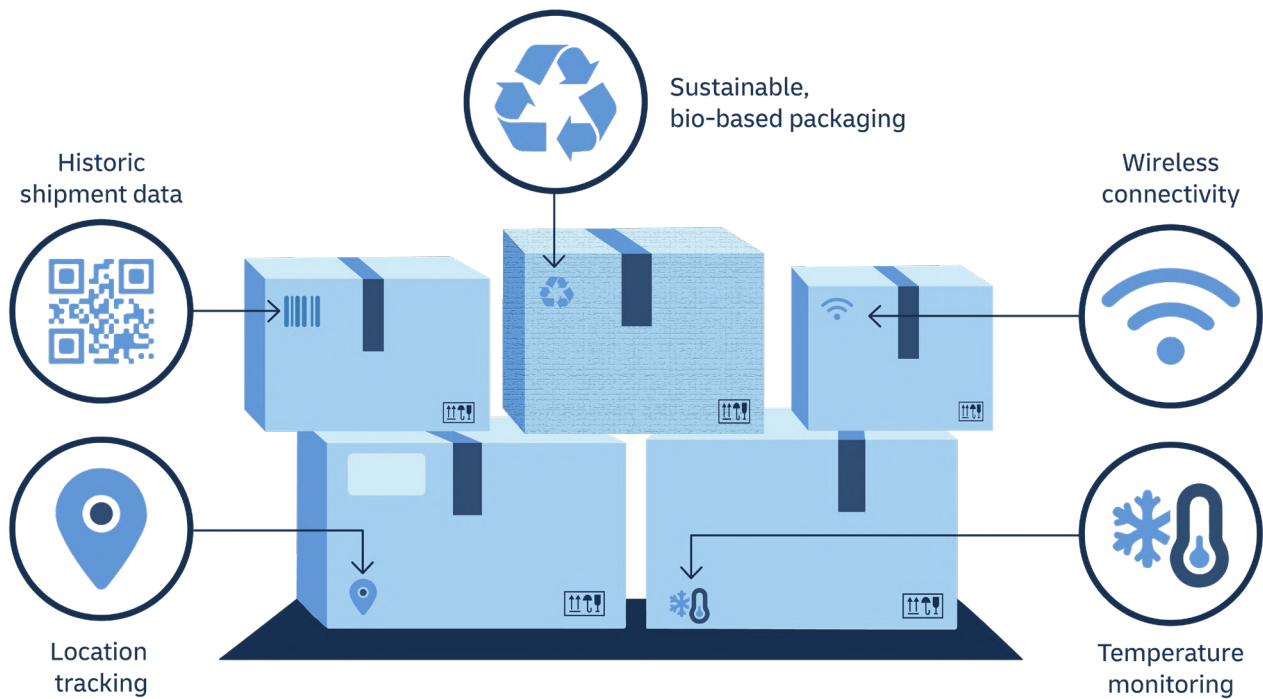 Sustainable,
bio-based packaging
Historic
shipment data
Wireless
connectivity
Location
tracking
Temperature
monitoring